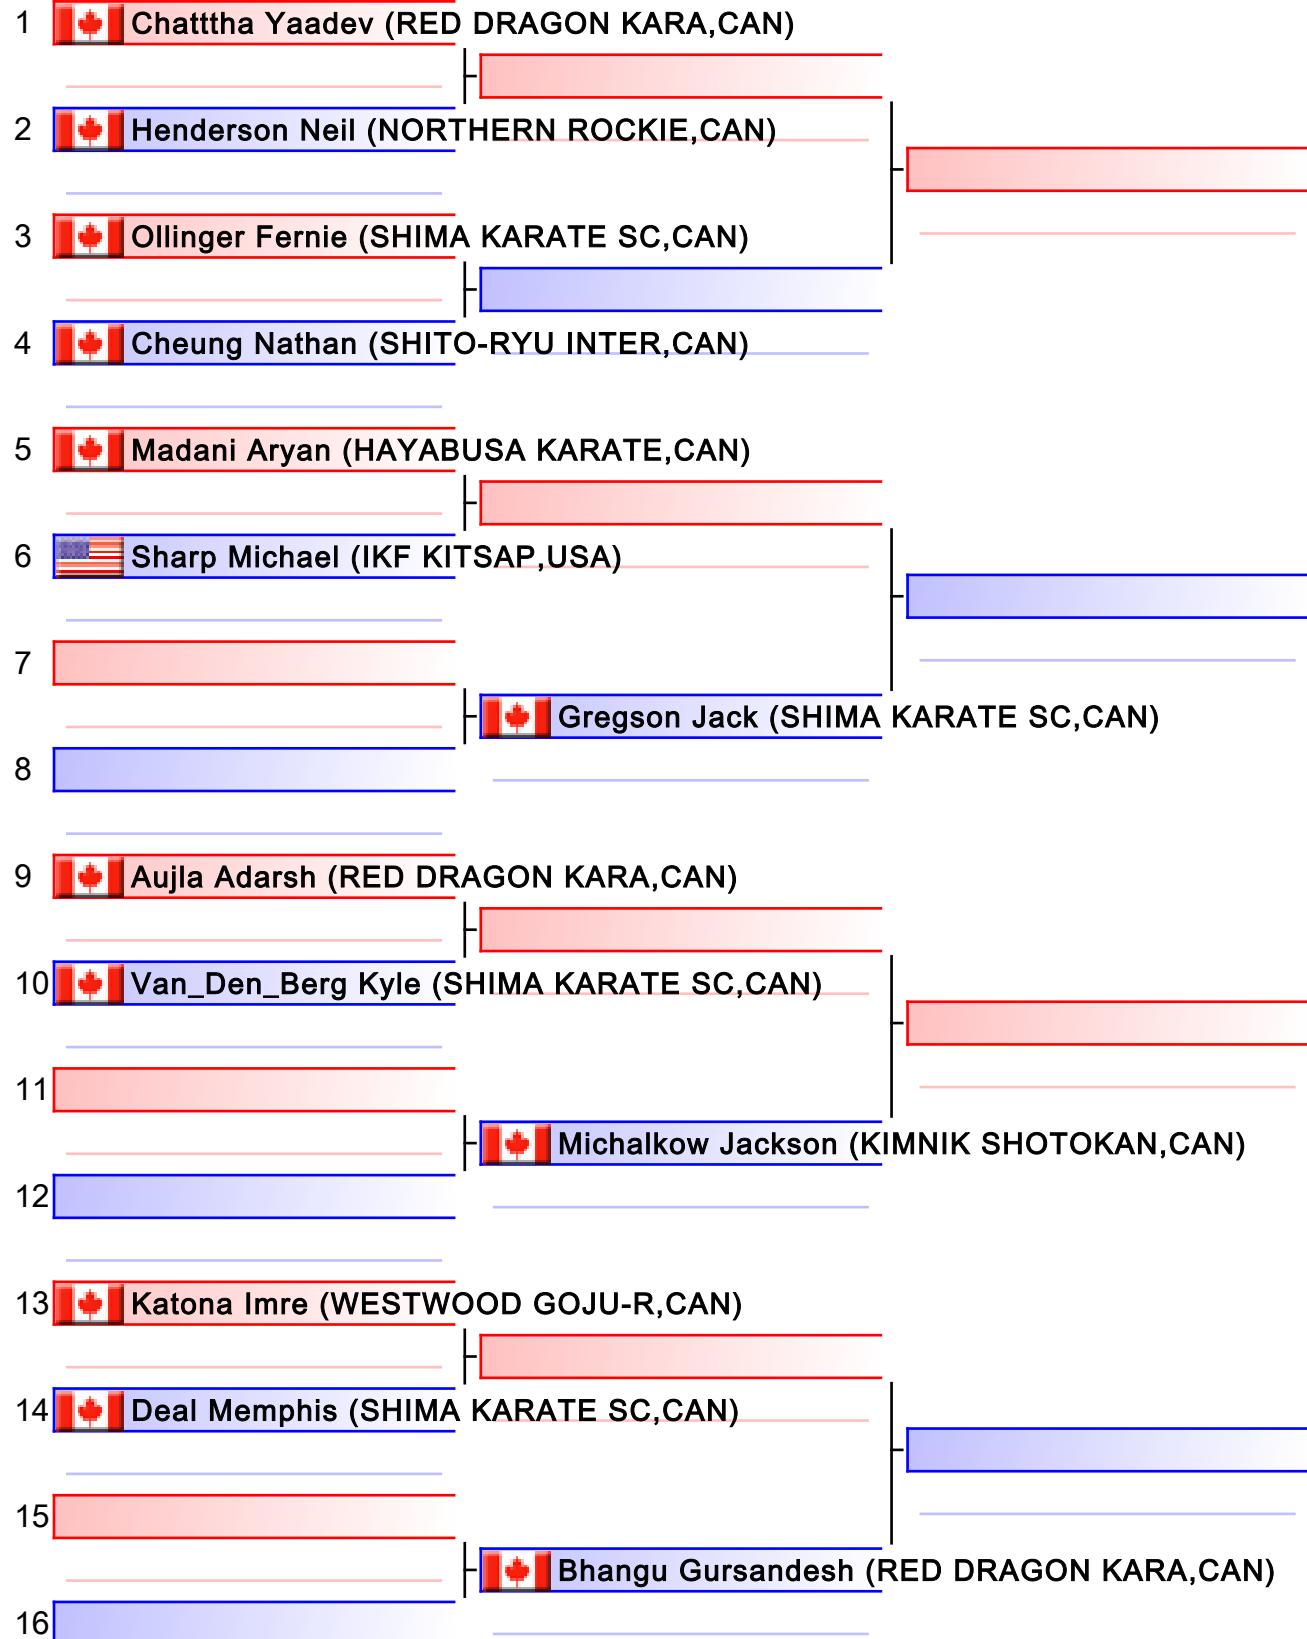 1 Chatttha Yaadev (RED DRAGON KARA,CAN)
2 Henderson Neil (NORTHERN ROCKIE,CAN)
3 Ollinger Fernie (SHIMA KARATE SC,CAN)
4 Cheung Nathan (SHITO-RYU INTER,CAN)
5 Madani Aryan (HAYABUSA KARATE,CAN)
6 Sharp Michael (IKF KITSAP,USA)
7
Gregson Jack (SHIMA KARATE SC,CAN)
8
9 Aujla Adarsh (RED DRAGON KARA,CAN)
10 Van_Den_Berg Kyle (SHIMA KARATE SC,CAN)
11
Michalkow Jackson (KIMNIK SHOTOKAN,CAN)
12
13 Katona Imre (WESTWOOD GOJU-R,CAN)
14 Deal Memphis (SHIMA KARATE SC,CAN)
15
Bhangu Gursandesh (RED DRAGON KARA,CAN)
16